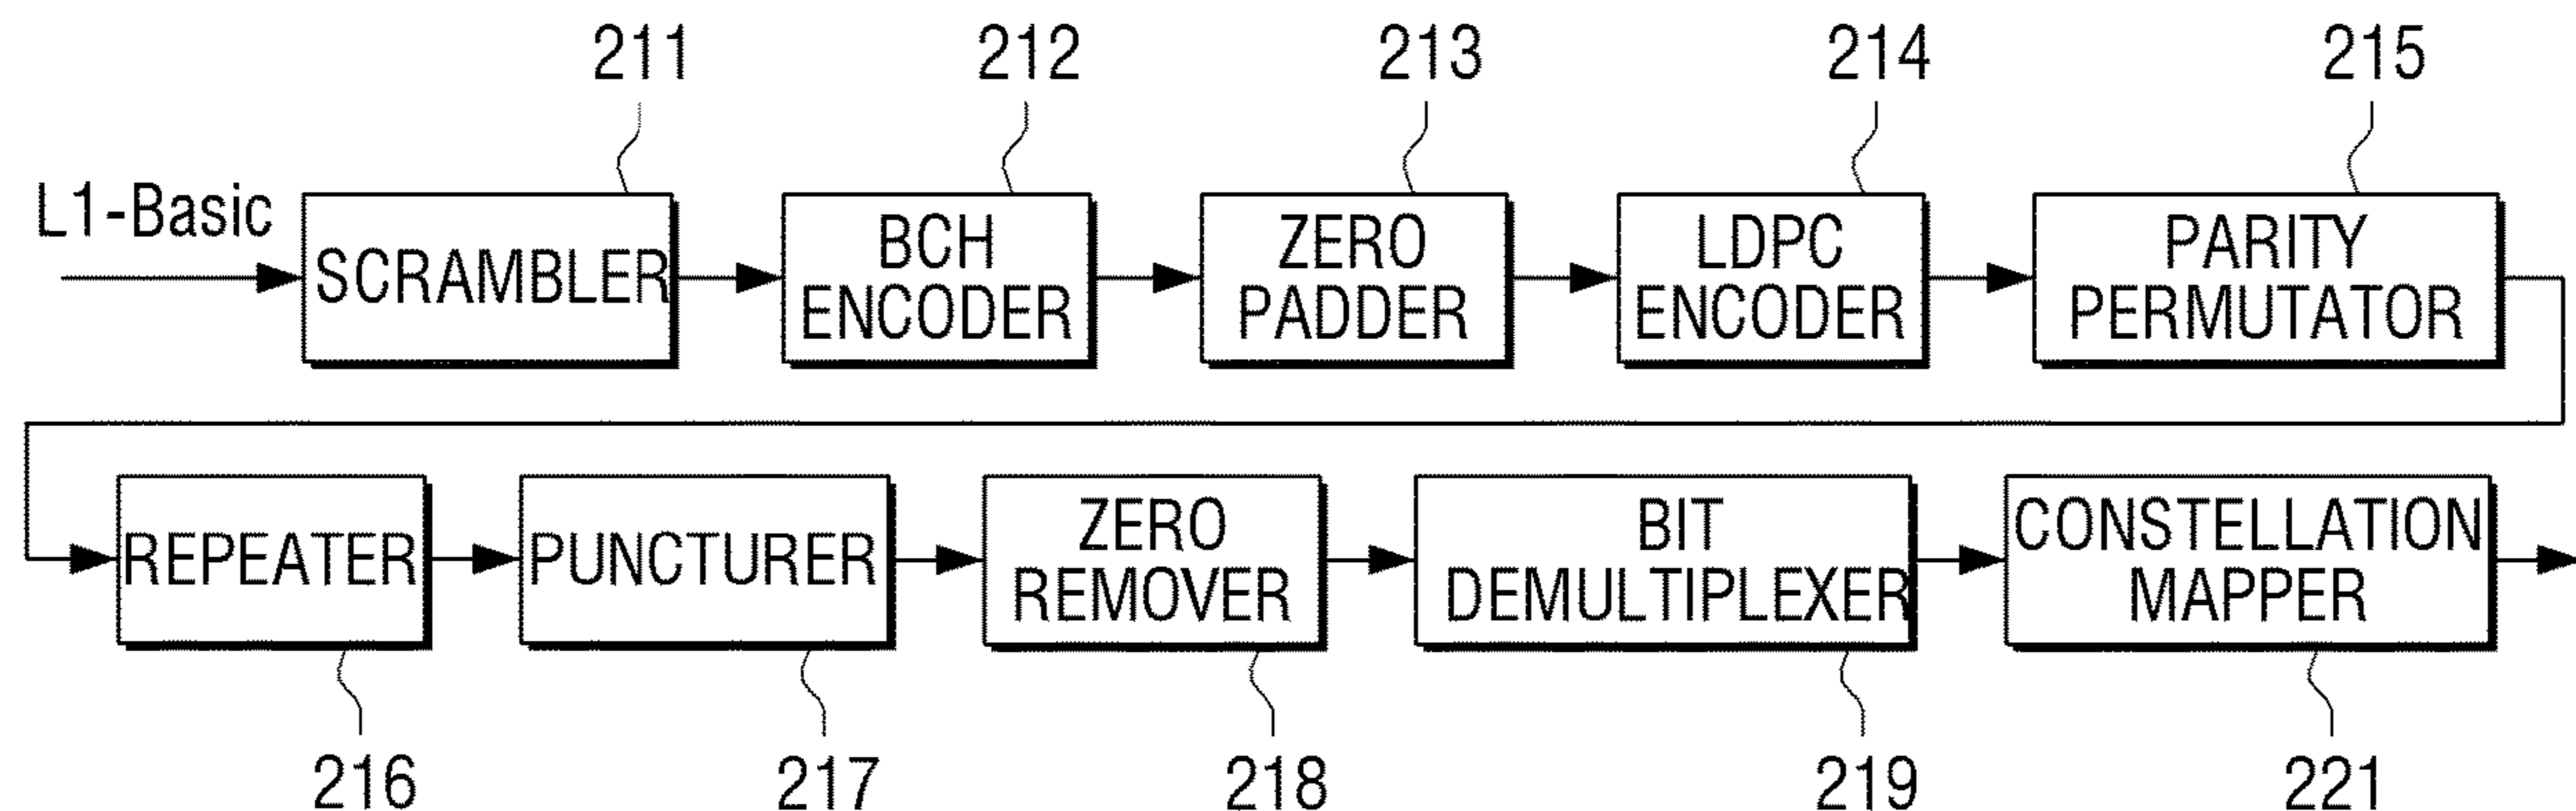 211
212
213
214
215
L1-Basic
SCRAMBLER
BCH
ENCODER
ZERO
PADDER
LDPC
ENCODER
PARITY
PERMUTATOR
REPEATER
PUNCTURER
ZERO
REMOVER
BIT
DEMULTIPLEXER
CONSTELLATION
MAPPER
216
217
218
219
221